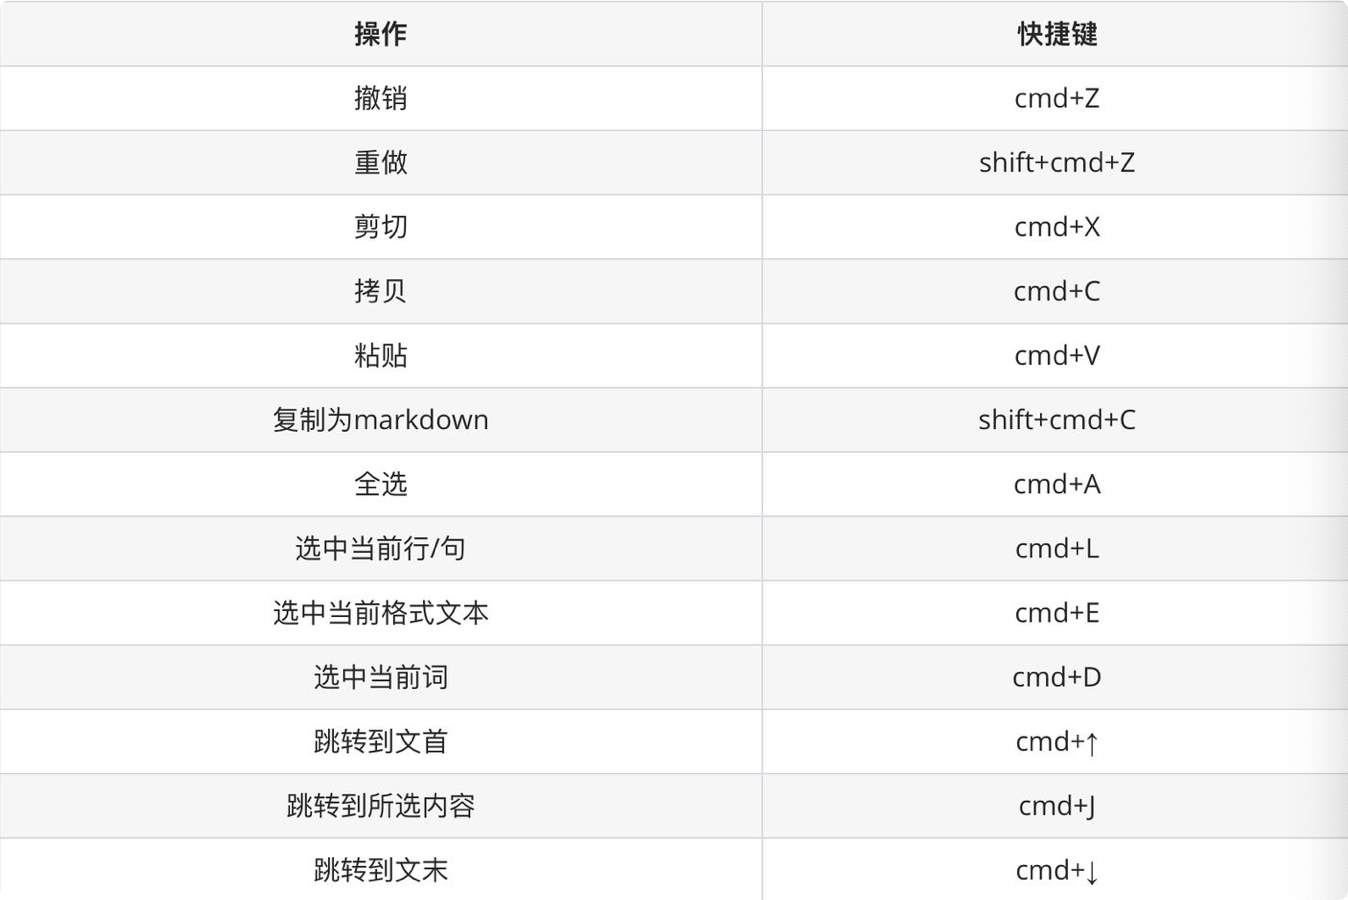 操作 快捷键
撤销 cmd+Z
重做 shift+cmd+Z
剪切 cmd+X
拷贝 cmd+C
粘贴 cmd+V
复制为markdown shift+cmd+C
全选 cmd+A
选中当前行/句 cmd+L
选中当前格式文本 cmd+E
选中当前词 cmd+D
跳转到文首 cmd+↑
跳转到所选内容 cmd+J
跳转到文末 cmd+↓